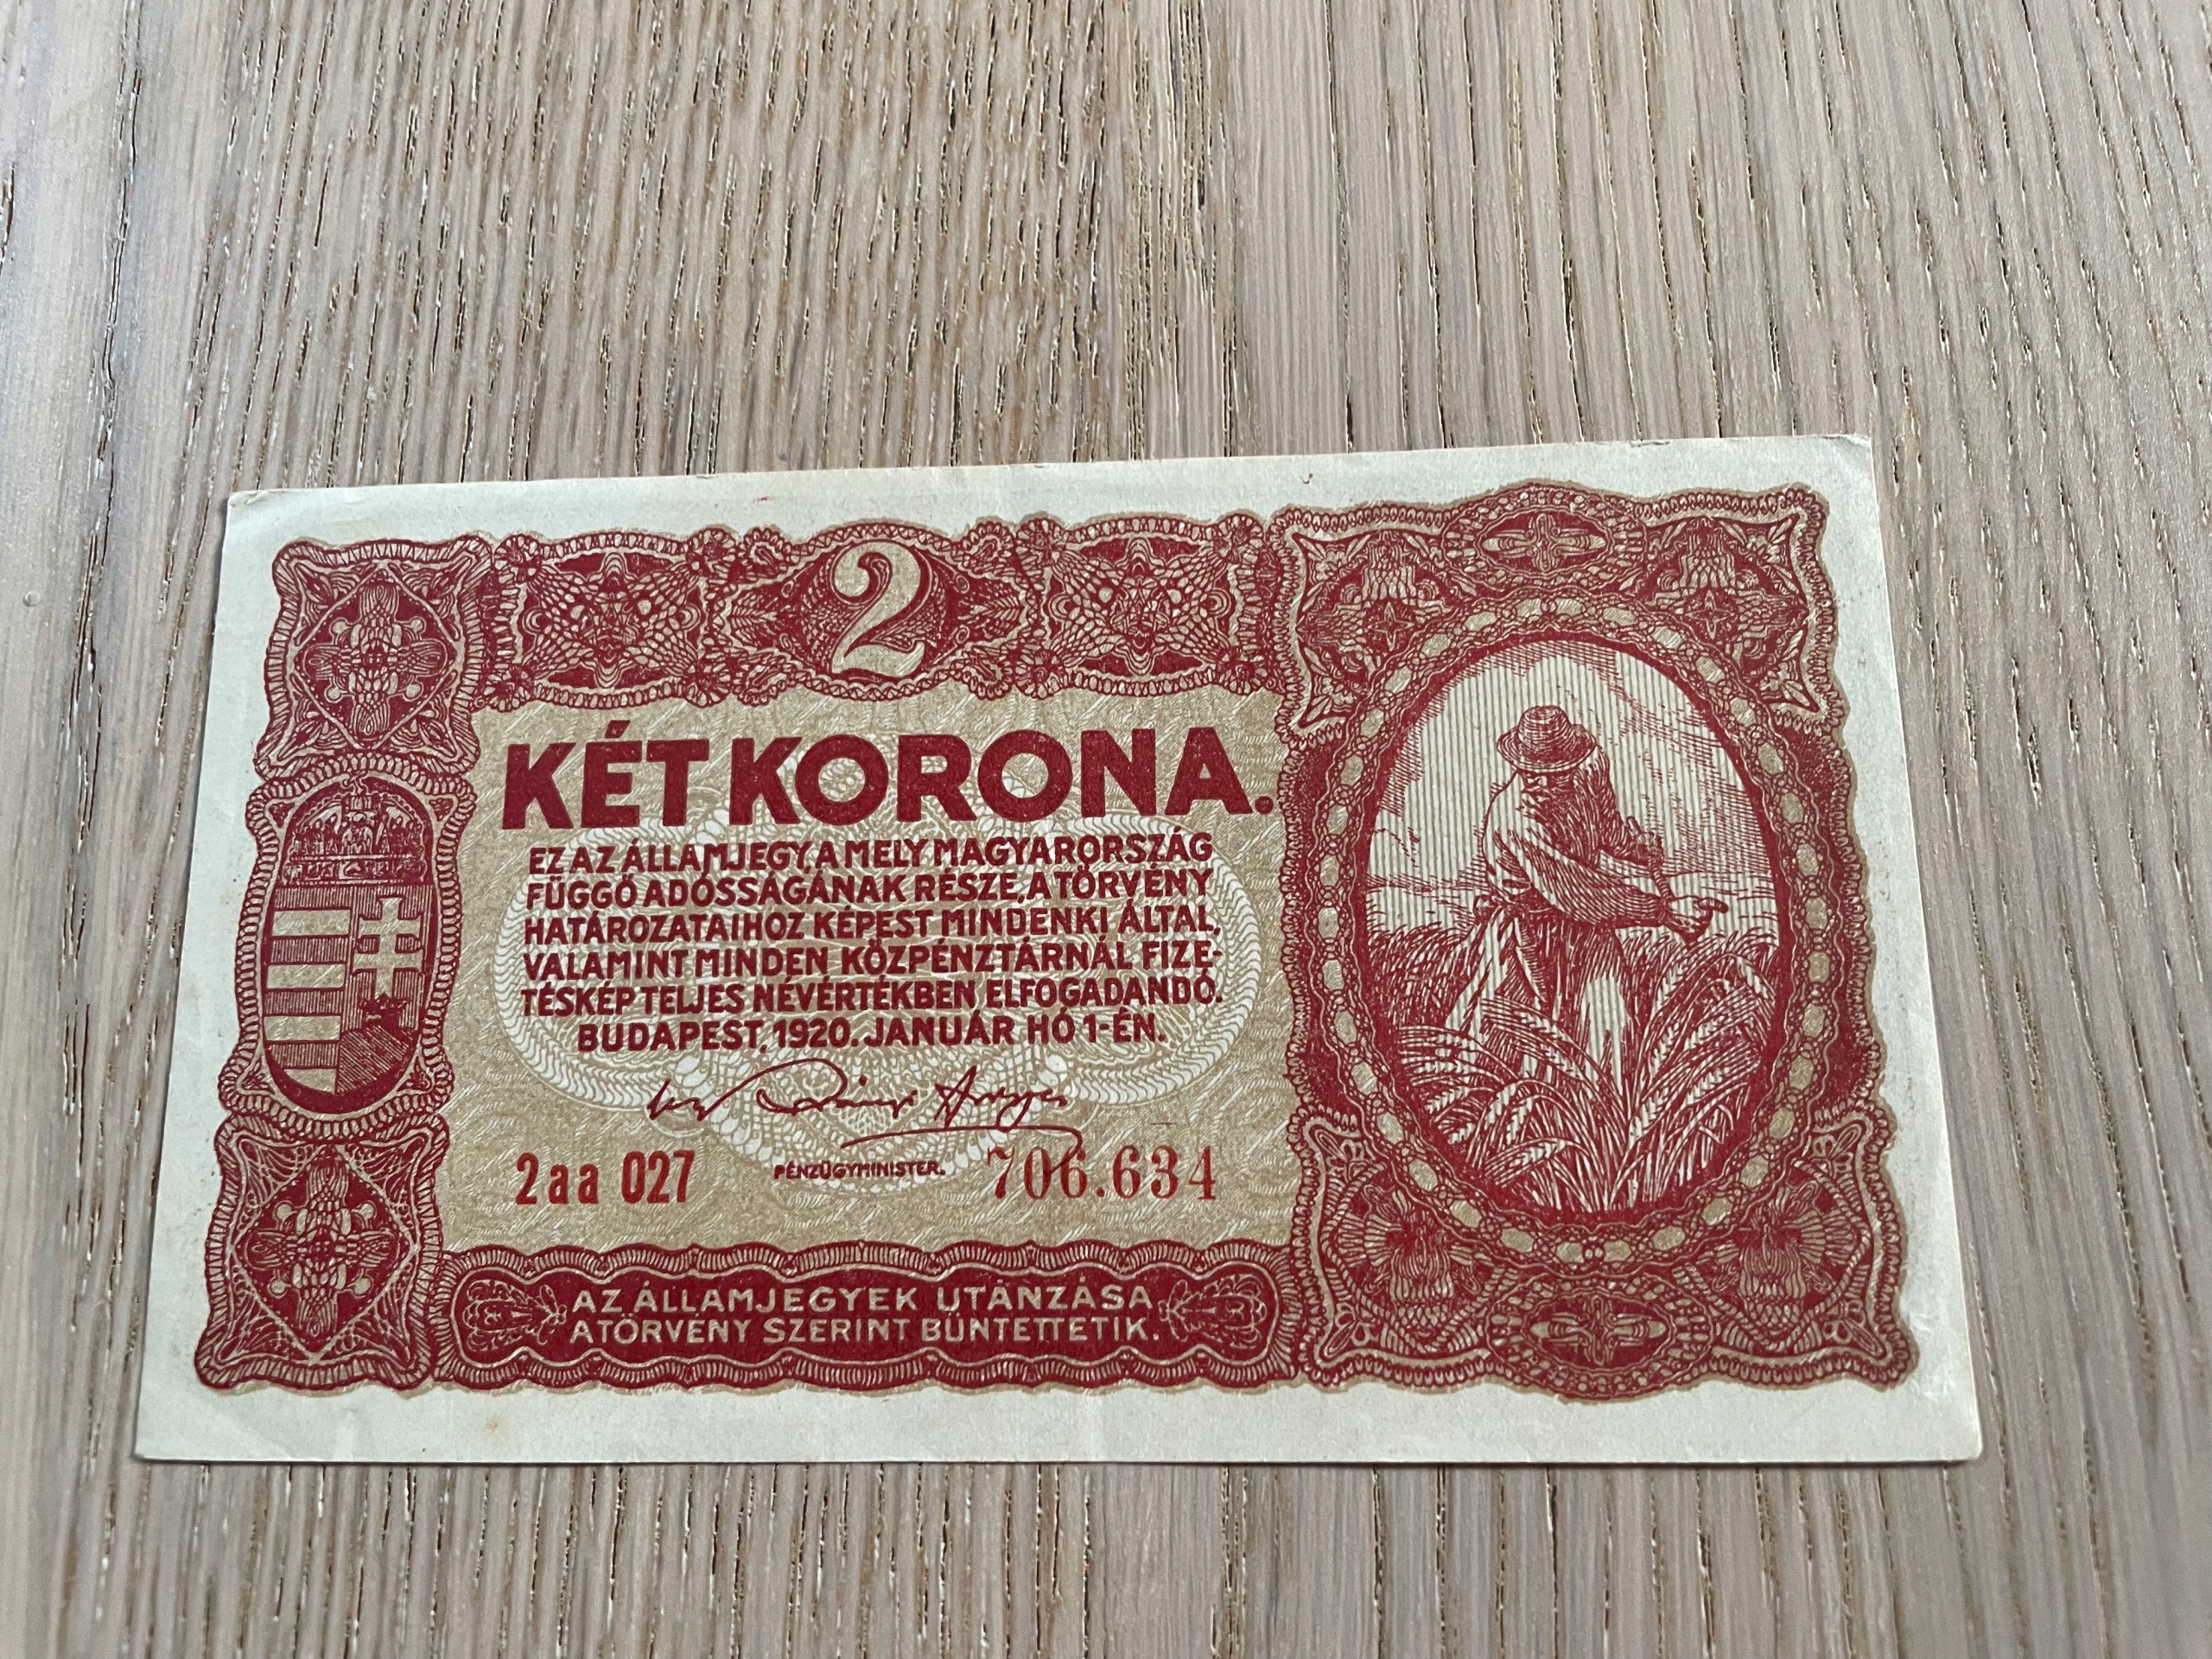 2
KÉT KORONA.
EZ AZ ÁLLAMJEGY, AMELY MAGYARORSZÁG
FÜGGŐ ADÓSSÁGÁNAK RÉSZE, A TÖRVÉNY
HATÁROZATAIHOZ KÉPEST MINDENKI ÁLTAL,
VALAMINT MINDEN KÖZPÉNZTÁRNÁL FIZE-
TÉSKÉP TELJES NÉVÉRTÉKBEN ELFOGADANDÓ.
BUDAPEST, 1920. JANUÁR HÓ 1-ÉN.
2aa 027
PÉNZÜGYMINISTER.
706.634
AZ ÁLLAMJEGYEK UTÁNZÁSA
A TÖRVÉNY SZERINT BÜNTETTETIK.